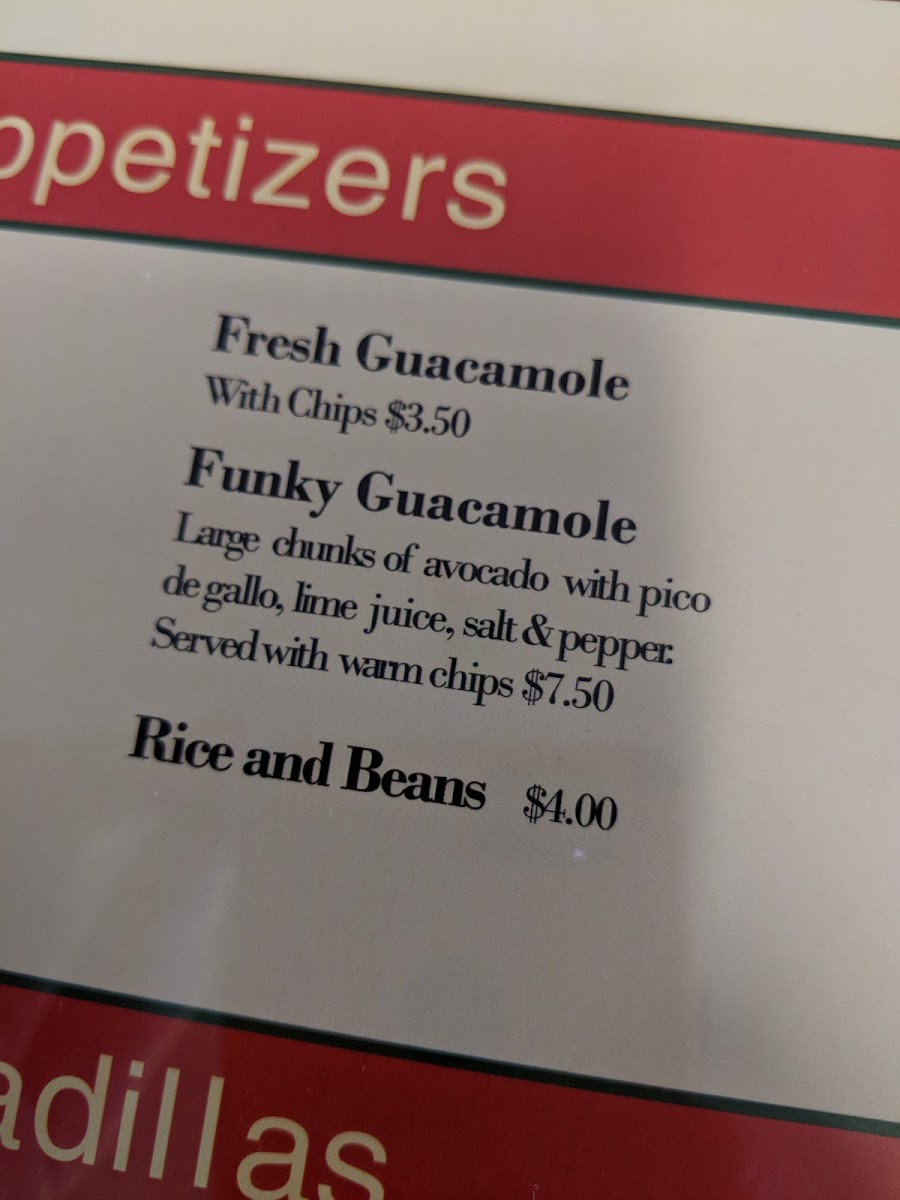 ppetizers
Fresh Guacamole
With Chips $3.50
Funky Guacamole
Large chunks of avocado with pico
de gallo, lime juice, salt & pepper.
Served with warm chips $7.50
Rice and Beans $4.00
adillas